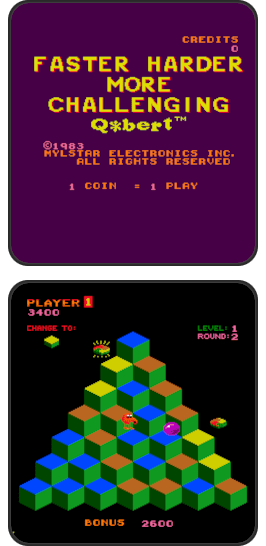 CREDITS
0
FASTER HARDER
MORE
CHALLENGING
Q*bert™
©1983
MYLSTAR ELECTRONICS INC.
ALL RIGHTS RESERVED
1 COIN = 1 PLAY
PLAYER 1
3400
CHANGE TO:
LEVEL: 1
ROUND: 2
BONUS 2600